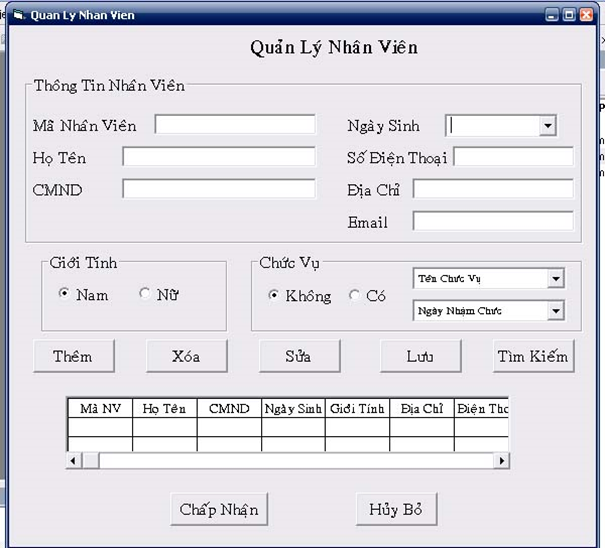 Quan Ly Nhan Vien
Quản Lý Nhân Viên
Thông Tin Nhân Viên
Mã Nhân Viên
Ngày Sinh
Họ Tên
Số Điện Thoại
CMND
Địa Chỉ
Email
Giới Tính
Chức Vụ
Nam
Nữ
Không
Có
Tên Chức Vụ
Ngày Nhậm Chức
Thêm
Xóa
Sửa
Lưu
Tìm Kiếm
Mã NV Họ Tên CMND Ngày Sinh Giới Tính Địa Chỉ Điện Tho
Chấp Nhận
Hủy Bỏ